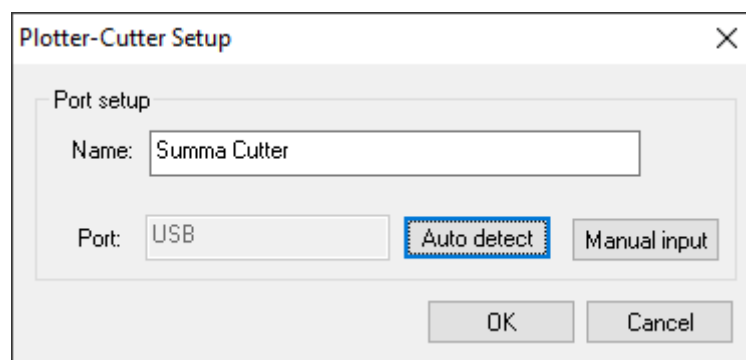 Plotter-Cutter Setup
Port setup
Name: Summa Cutter
Port: USB Auto detect Manual input
OK Cancel